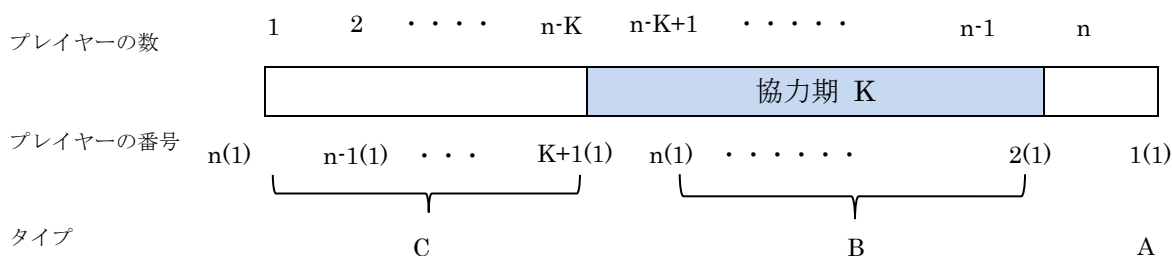 プレイヤーの数 1 2 ・・・・ n-K n-K+1 ・・・・・ n-1 n
協力期 K
プレイヤーの番号 n(1) n-1(1) ・・・ K+1(1) n(1) ・・・・・・ 2(1) 1(1)
タイプ C B A